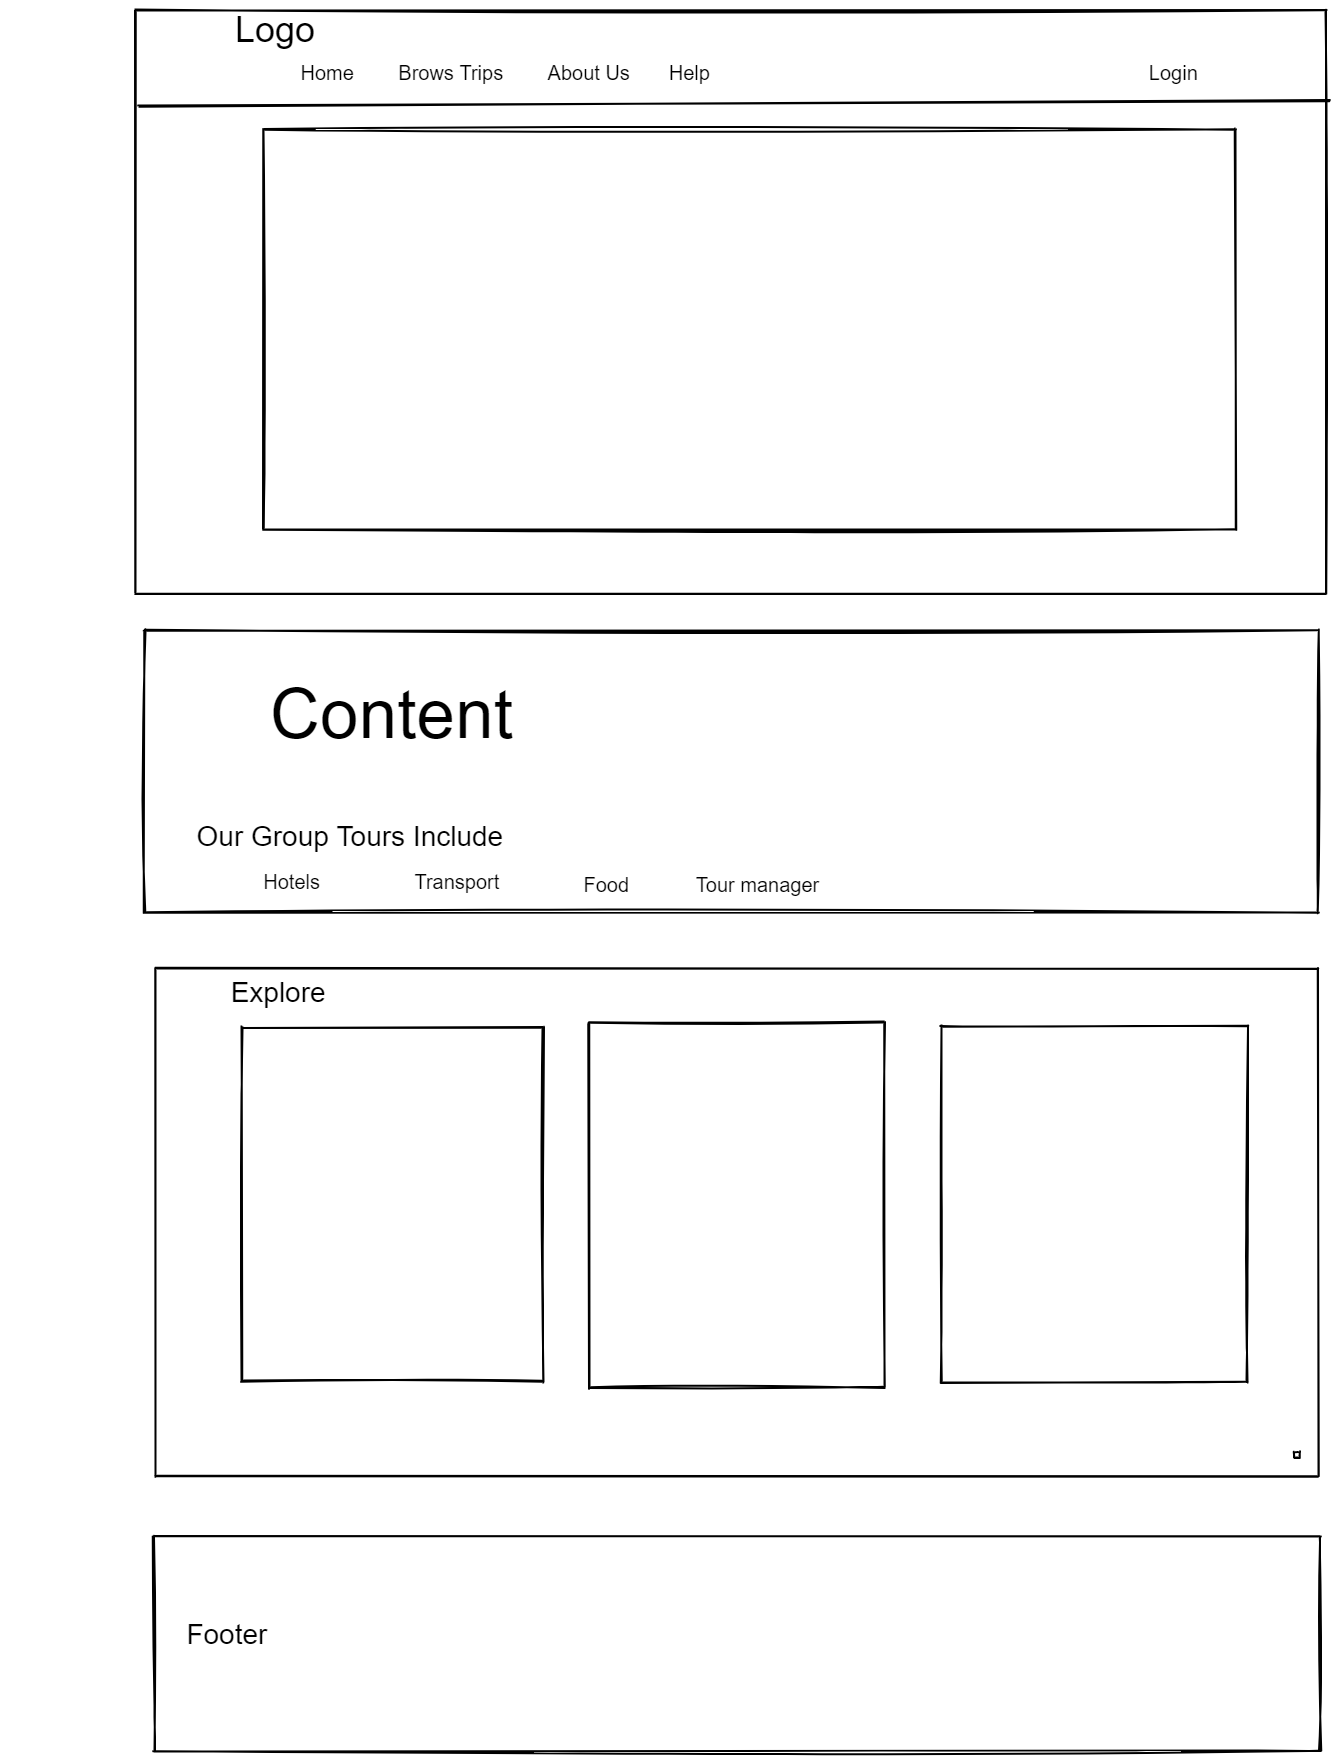 Logo
Home Brows Trips About Us Help Login
Content
Our Group Tours Include
Hotels Transport Food Tour manager
Explore
Footer